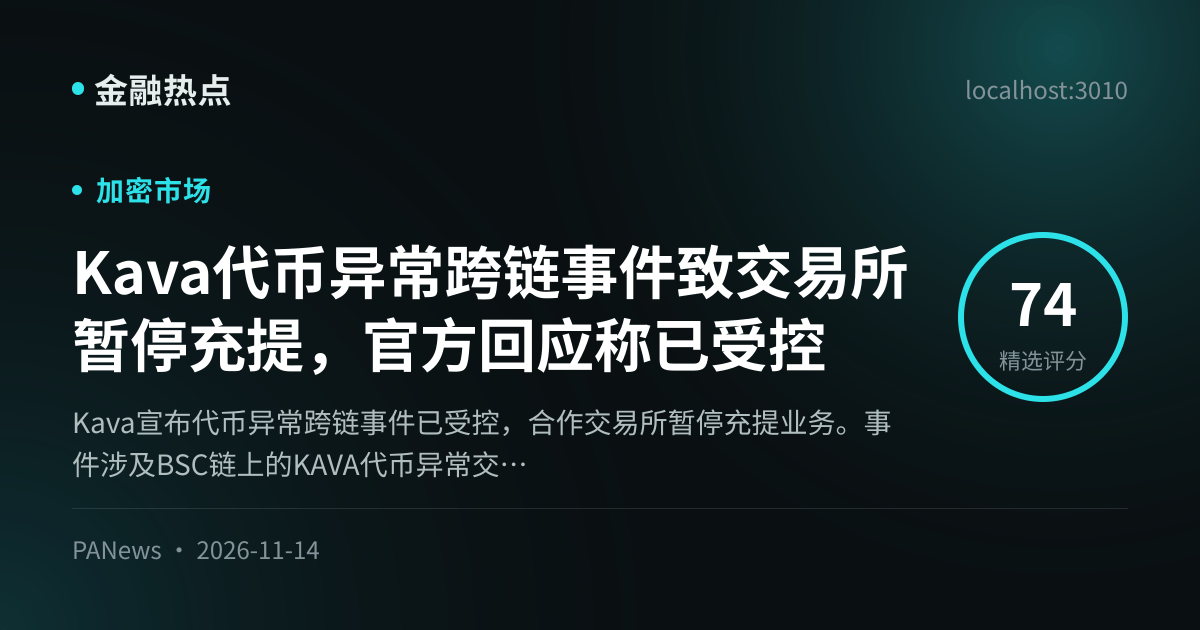 金融热点
localhost:3010
加密市场
Kava代币异常跨链事件致交易所
暂停充提，官方回应称已受控
74
精选评分
Kava宣布代币异常跨链事件已受控，合作交易所暂停充提业务。事
件涉及BSC链上的KAVA代币异常交…
PANews · 2026-11-14